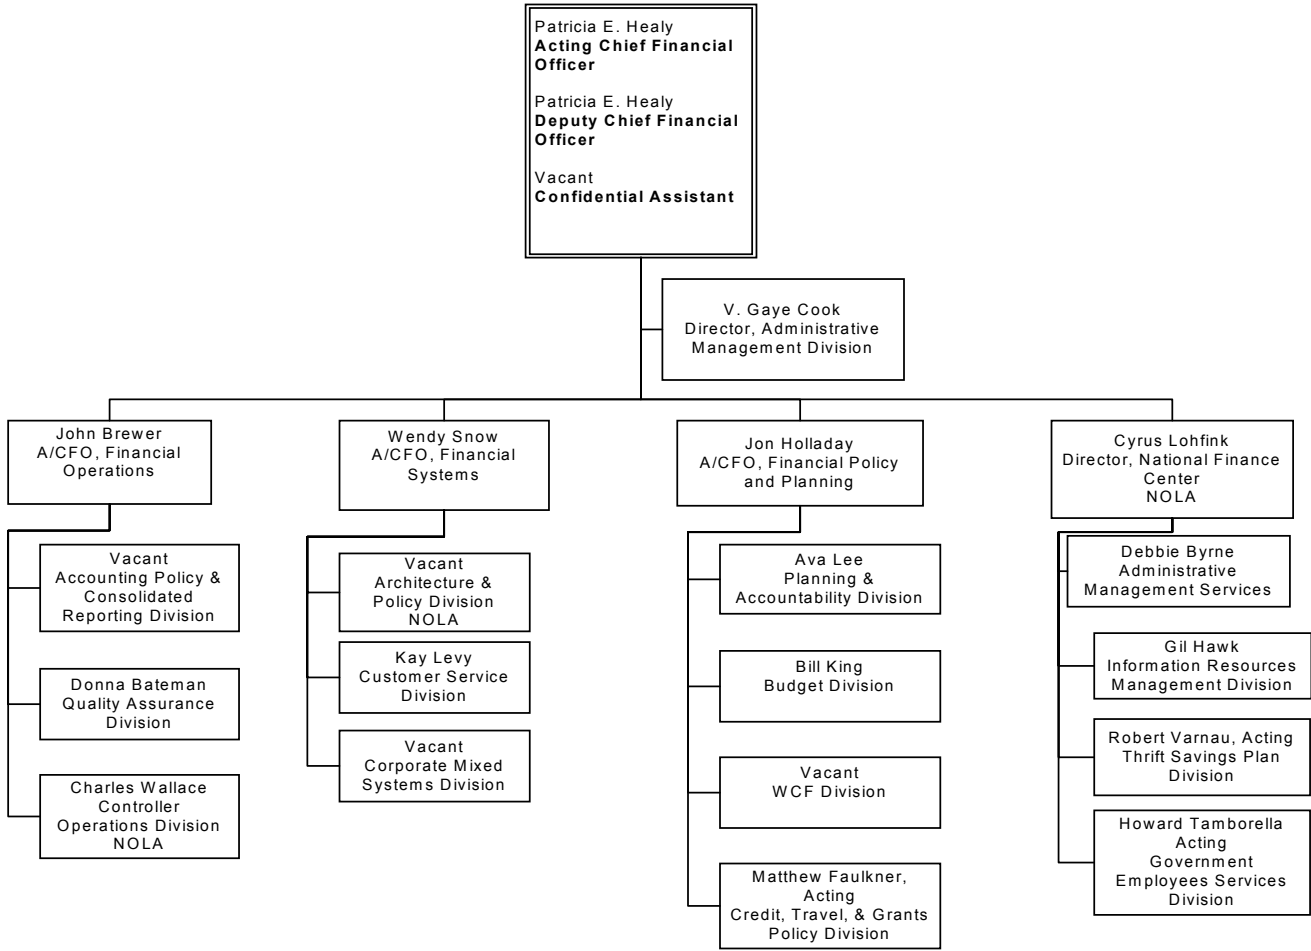 Patricia E. Healy
Acting Chief Financial
Officer
Patricia E. Healy
Deputy Chief Financial
Officer
Vacant
Confidential Assistant
V. Gaye Cook
Director, Administrative
Management Division
John Brewer
A/CFO, Financial
Operations
Vacant
Accounting Policy &
Consolidated
Reporting Division
Donna Bateman
Quality Assurance
Division
Charles Wallace
Controller
Operations Division
NOLA
Wendy Snow
A/CFO, Financial
Systems
Vacant
Architecture &
Policy Division
NOLA
Kay Levy
Customer Service
Division
Vacant
Corporate Mixed
Systems Division
Jon Holladay
A/CFO, Financial Policy
and Planning
Ava Lee
Planning &
Accountability Division
Bill King
Budget Division
Vacant
WCF Division
Matthew Faulkner,
Acting
Credit, Travel, & Grants
Policy Division
Cyrus Lohfink
Director, National Finance
Center
NOLA
Debbie Byrne
Administrative
Management Services
Gil Hawk
Information Resources
Management Division
Robert Varnau, Acting
Thrift Savings Plan
Division
Howard Tamborella
Acting
Government
Employees Services
Division